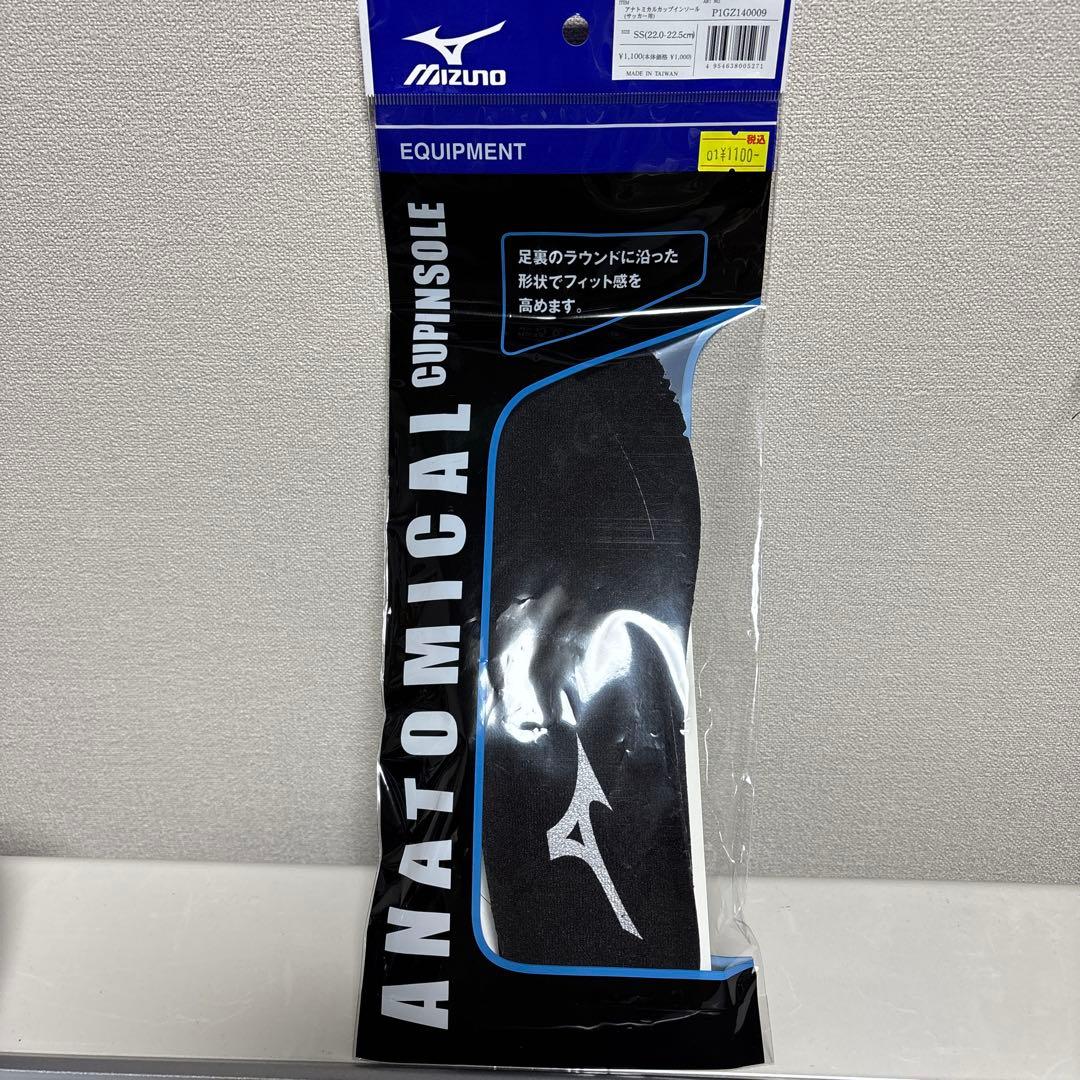 MIZUNO
ITEM
アナトミカルカップインソール
(サッカー用)
P1GZ140009
SIZE
SS(22.0-22.5cm)
¥1,100(本体価格 ¥1,000)
MADE IN TAIWAN
4 954638005271
EQUIPMENT
税込
01¥1100-
足裏のラウンドに沿った
形状でフィット感を
高めます。
ANATOMICAL CUPINSOLE